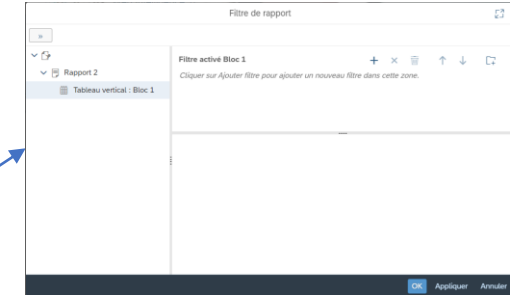 Filtre de rapport
»
Rapport 2
Tableau vertical : Bloc 1
Filtre activé Bloc 1
Cliquer sur Ajouter filtre pour ajouter un nouveau filtre dans cette zone.
OK Appliquer Annuler